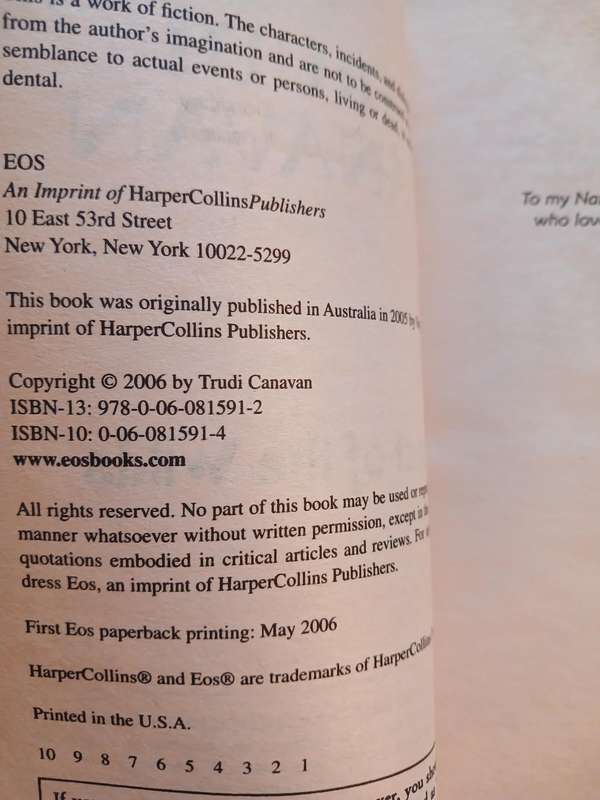 is a work of fiction. The characters, incidents, and
from the author's imagination and are not to be construed
semblance to actual events or persons, living or dead,
dental.
EOS
An Imprint of HarperCollinsPublishers
10 East 53rd Street
New York, New York 10022-5299
This book was originally published in Australia in 2005 by
imprint of HarperCollins Publishers.
Copyright © 2006 by Trudi Canavan
ISBN-13: 978-0-06-081591-2
ISBN-10: 0-06-081591-4
www.eosbooks.com
All rights reserved. No part of this book may be used or
manner whatsoever without written permission, except in
quotations embodied in critical articles and reviews. For
dress Eos, an imprint of HarperCollins Publishers.
First Eos paperback printing: May 2006
HarperCollins® and Eos® are trademarks of HarperCollins
Printed in the U.S.A.
10 9 8 7 6 5 4 3 2 1
To my
who